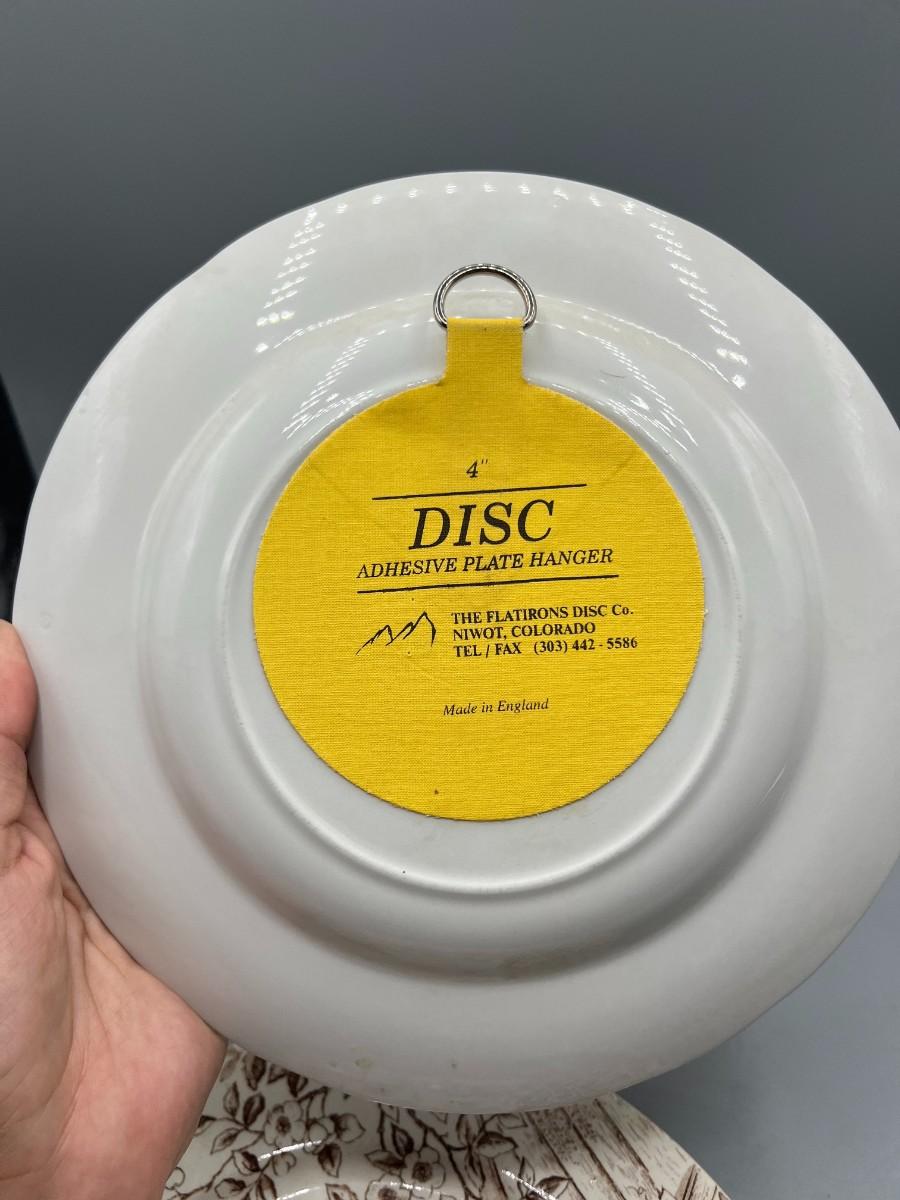 4"
DISC
ADHESIVE PLATE HANGER
THE FLATIRONS DISC Co.
NIWOT, COLORADO
TEL / FAX (303) 442 - 5586
Made in England